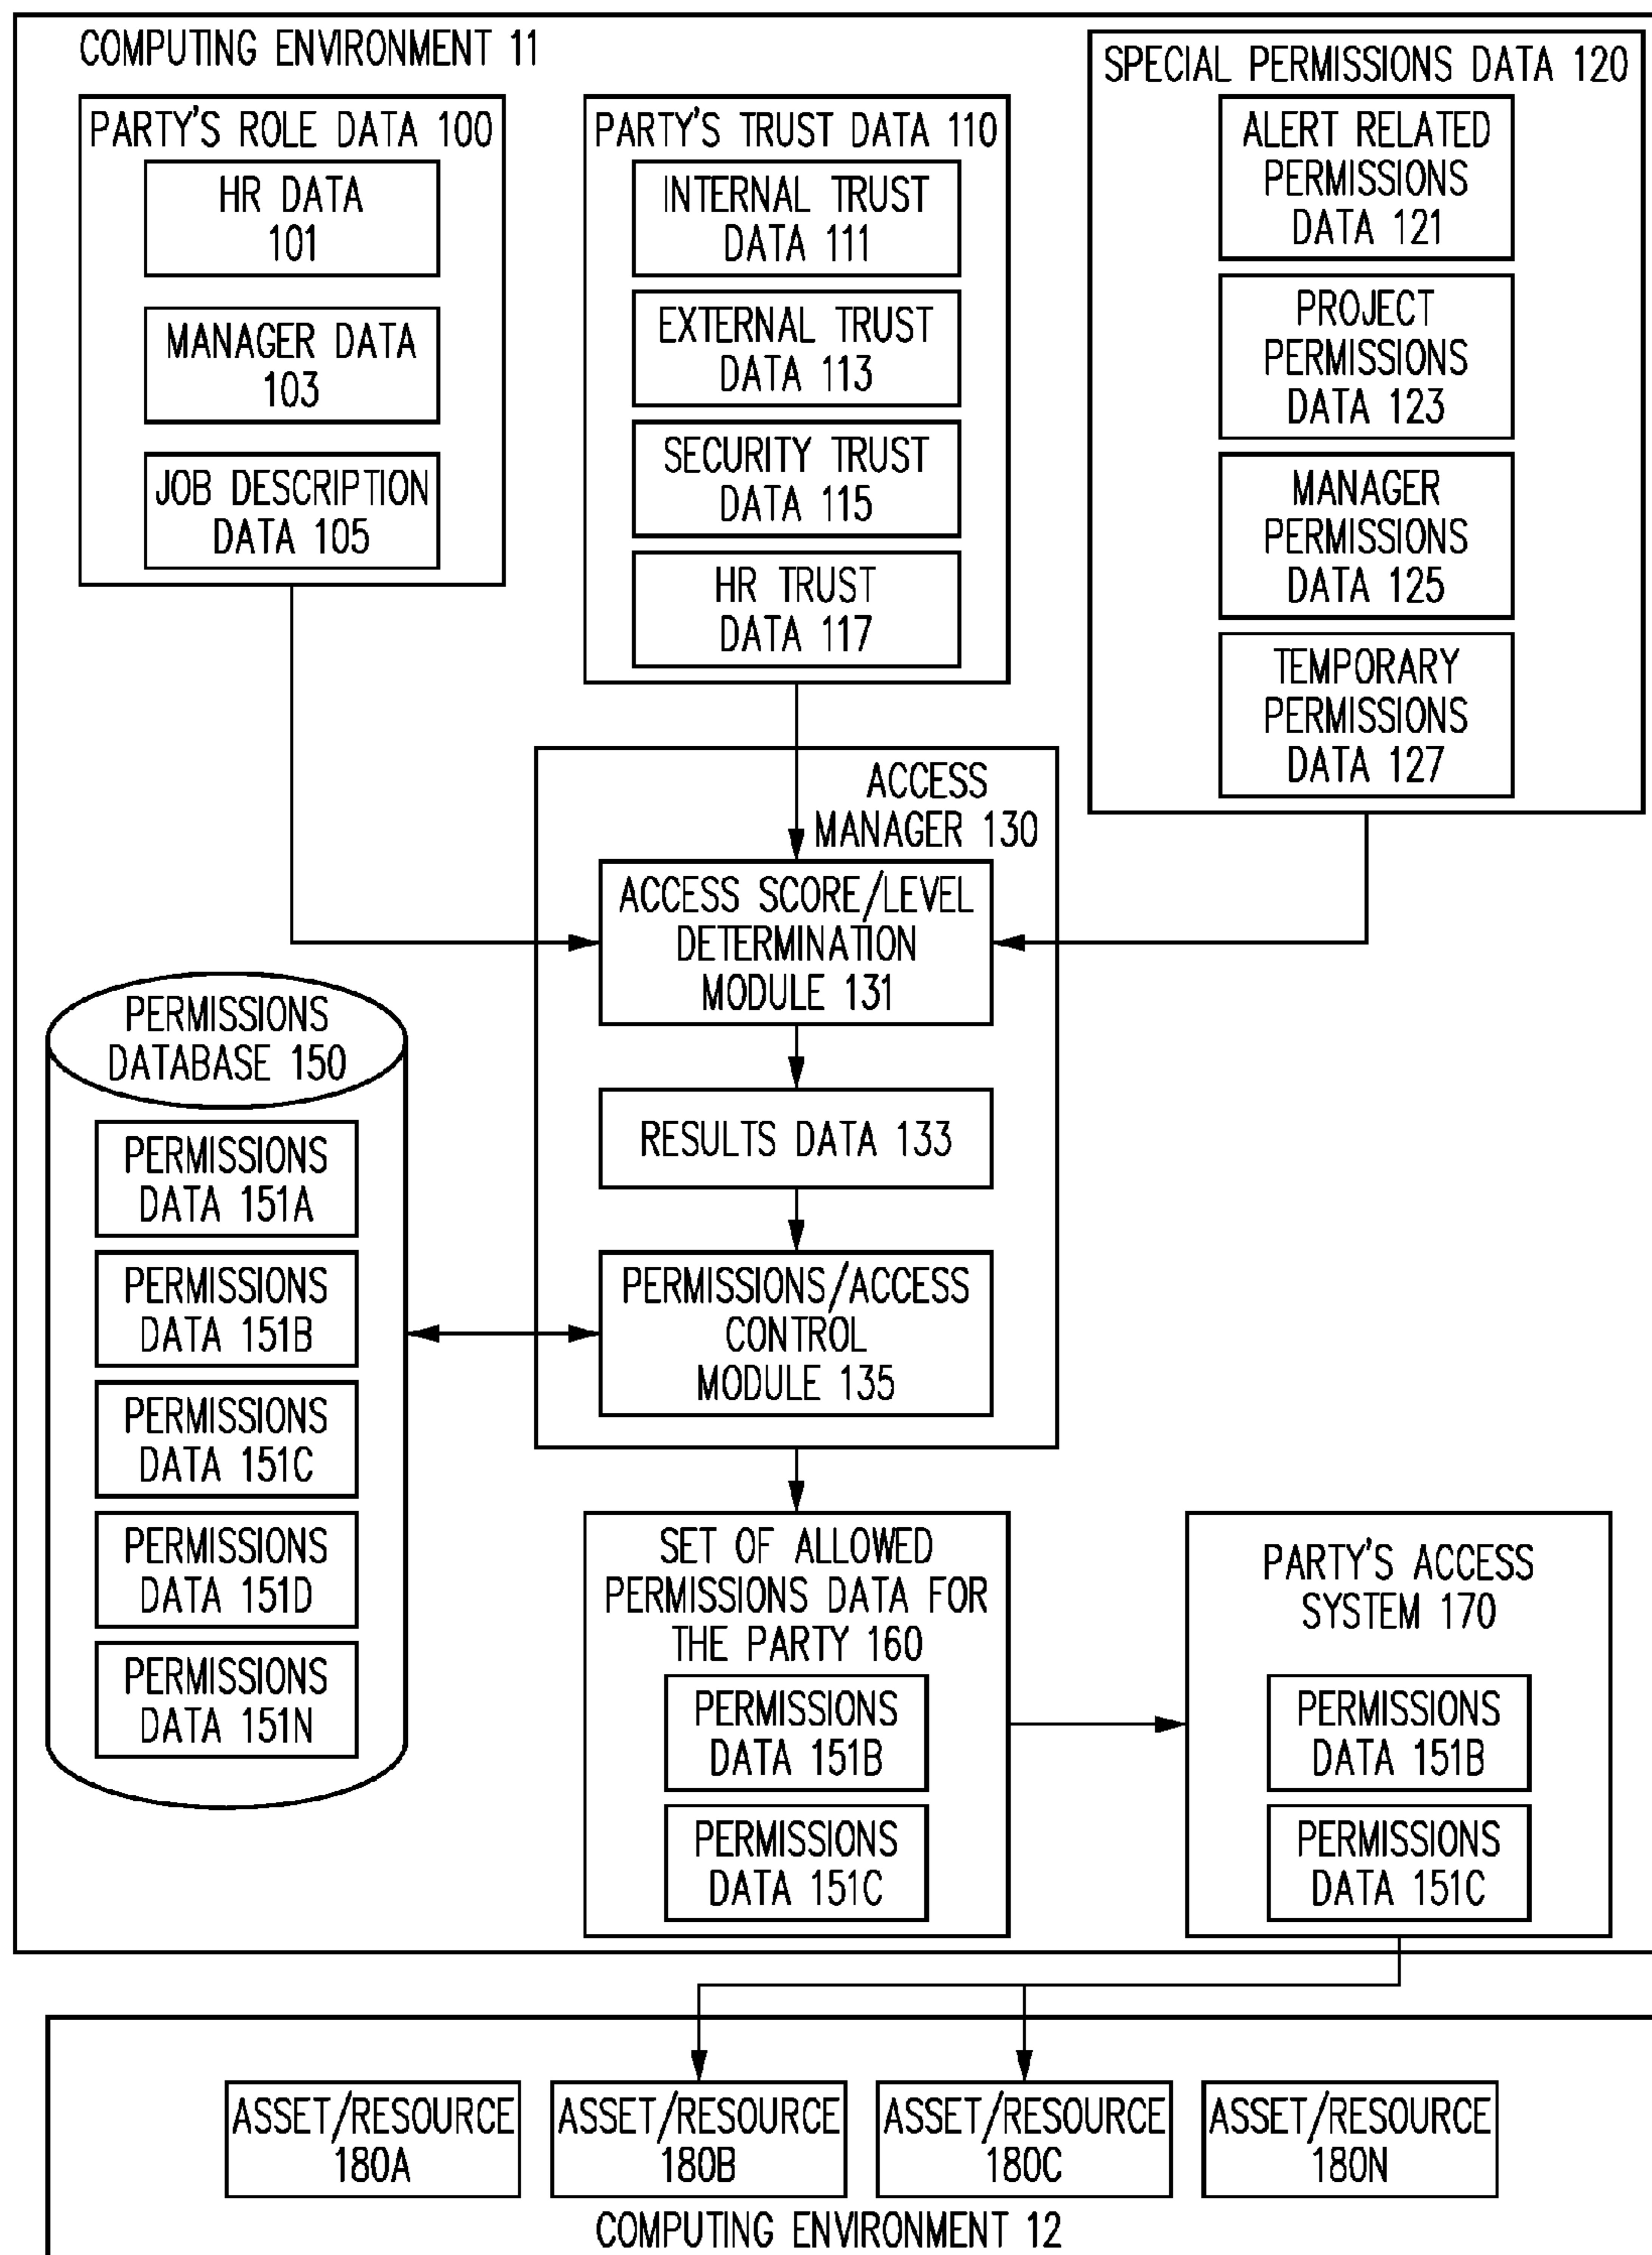 COMPUTING ENVIRONMENT 11
PARTY'S ROLE DATA 100
HR DATA
101
MANAGER DATA
103
JOB DESCRIPTION
DATA 105
PARTY'S TRUST DATA 110
INTERNAL TRUST
DATA 111
EXTERNAL TRUST
DATA 113
SECURITY TRUST
DATA 115
HR TRUST
DATA 117
SPECIAL PERMISSIONS DATA 120
ALERT RELATED
PERMISSIONS
DATA 121
PROJECT
PERMISSIONS
DATA 123
MANAGER
PERMISSIONS
DATA 125
TEMPORARY
PERMISSIONS
DATA 127
ACCESS
MANAGER 130
ACCESS SCORE/LEVEL
DETERMINATION
MODULE 131
RESULTS DATA 133
PERMISSIONS/ACCESS
CONTROL
MODULE 135
PERMISSIONS
DATABASE 150
PERMISSIONS
DATA 151A
PERMISSIONS
DATA 151B
PERMISSIONS
DATA 151C
PERMISSIONS
DATA 151D
PERMISSIONS
DATA 151N
SET OF ALLOWED
PERMISSIONS DATA FOR
THE PARTY 160
PERMISSIONS
DATA 151B
PERMISSIONS
DATA 151C
PARTY'S ACCESS
SYSTEM 170
PERMISSIONS
DATA 151B
PERMISSIONS
DATA 151C
ASSET/RESOURCE
180A
ASSET/RESOURCE
180B
ASSET/RESOURCE
180C
ASSET/RESOURCE
180N
COMPUTING ENVIRONMENT 12